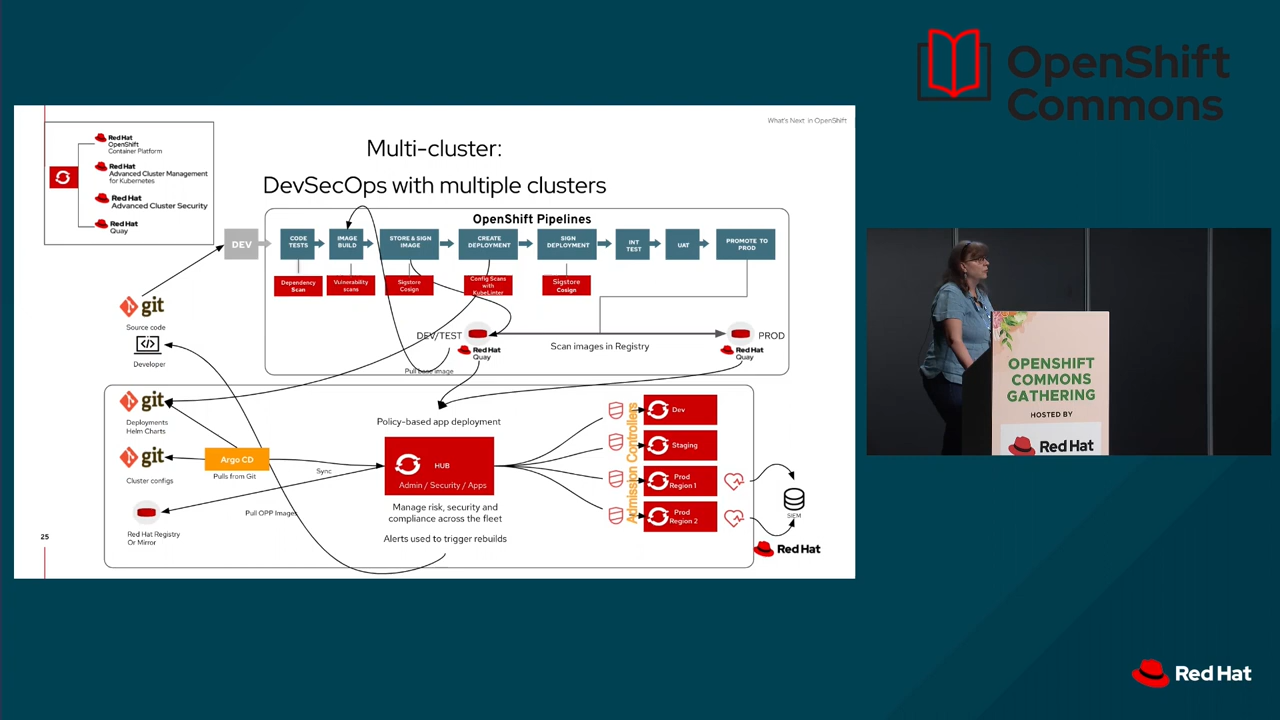 OpenShift
Commons
What's Next in OpenShift
Red Hat
OpenShift
Container Platform
Red Hat
Advanced Cluster Management
for Kubernetes
Red Hat
Advanced Cluster Security
Red Hat
Quay
Multi-cluster:
DevSecOps with multiple clusters
OpenShift Pipelines
DEV
CODE
TESTS
IMAGE
BUILD
STORE & SIGN
IMAGE
CREATE
DEPLOYMENT
SIGN
DEPLOYMENT
INT
TEST
UAT
PROMOTE TO
PROD
Dependency
Scan
Vulnerability
scans
Sigstore
Cosign
Config Scans
with
KubeLinter
Sigstore
Cosign
git
Source code
Developer
DEV/TEST
Red Hat
Quay
Scan images in Registry
PROD
Red Hat
Quay
Pull base image
git
Deployments
Helm Charts
git
Cluster configs
Argo CD
Pulls from Git
Sync
Red Hat Registry
Or Mirror
Pull OPP Images
Policy-based app deployment
HUB
Admin / Security / Apps
Manage risk, security and
compliance across the fleet
Alerts used to trigger rebuilds
Admission Controllers
Dev
Staging
Prod
Region 1
Prod
Region 2
SIEM
Red Hat
25
OPENSHIFT
COMMONS
GATHERING
HOSTED BY
Red Hat
Red Hat